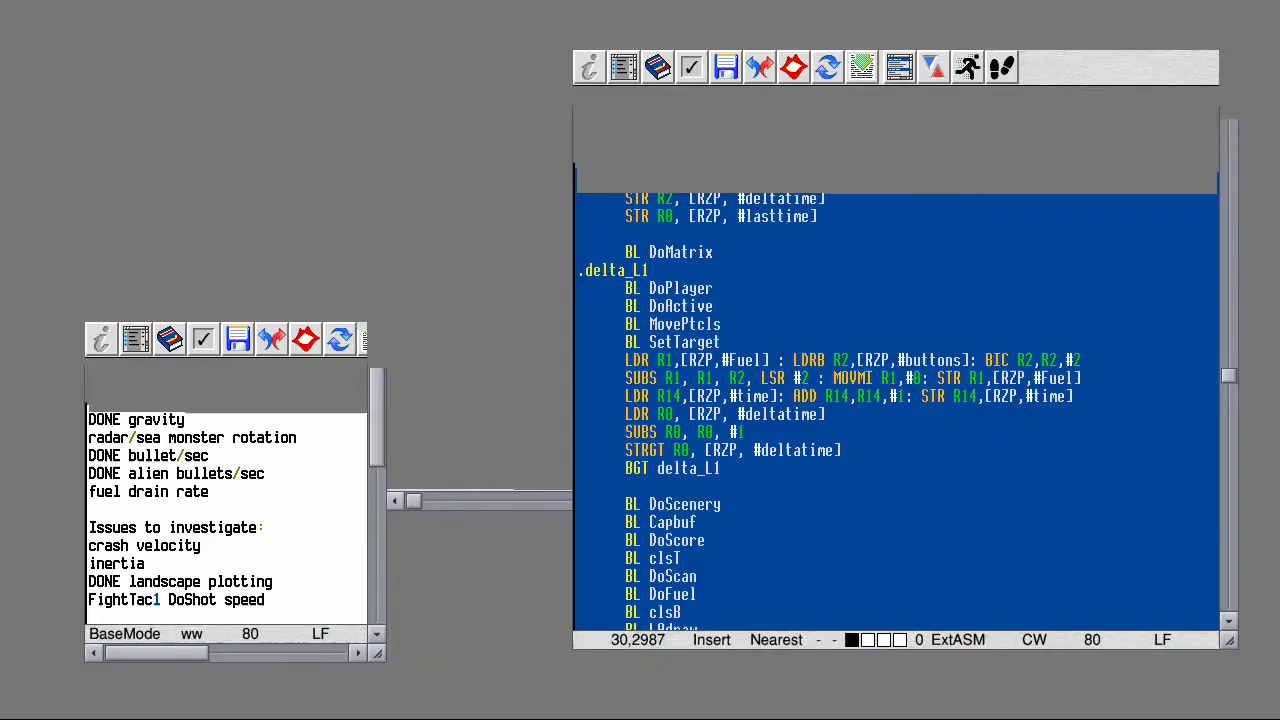 DONE gravity
radar/sea monster rotation
DONE bullet/sec
DONE alien bullets/sec
fuel drain rate
Issues to investigate:
crash velocity
inertia
DONE landscape plotting
FightTac1 DoShot speed
BaseMode ww 80 LF
STR R2, [RZP, #deltatime]
STR R0, [RZP, #lasttime]
BL DoMatrix
.delta_L1
BL DoPlayer
BL DoActive
BL MovePtcls
BL SetTarget
LDR R1,[RZP,#Fuel] : LDRB R2,[RZP,#buttons]: BIC R2,R2,#2
SUBS R1, R1, R2, LSR #2 : MOVMI R1,#0: STR R1,[RZP,#Fuel]
LDR R14,[RZP,#time]: ADD R14,R14,#1: STR R14,[RZP,#time]
LDR R0, [RZP, #deltatime]
SUBS R0, R0, #1
STRGT R0, [RZP, #deltatime]
BGT delta_L1
BL DoScenery
BL Capbuf
BL DoScore
BL clsT
BL DoScan
BL DoFuel
BL clsB
30,2987 Insert Nearest - - 0 ExtASM CW 80 LF